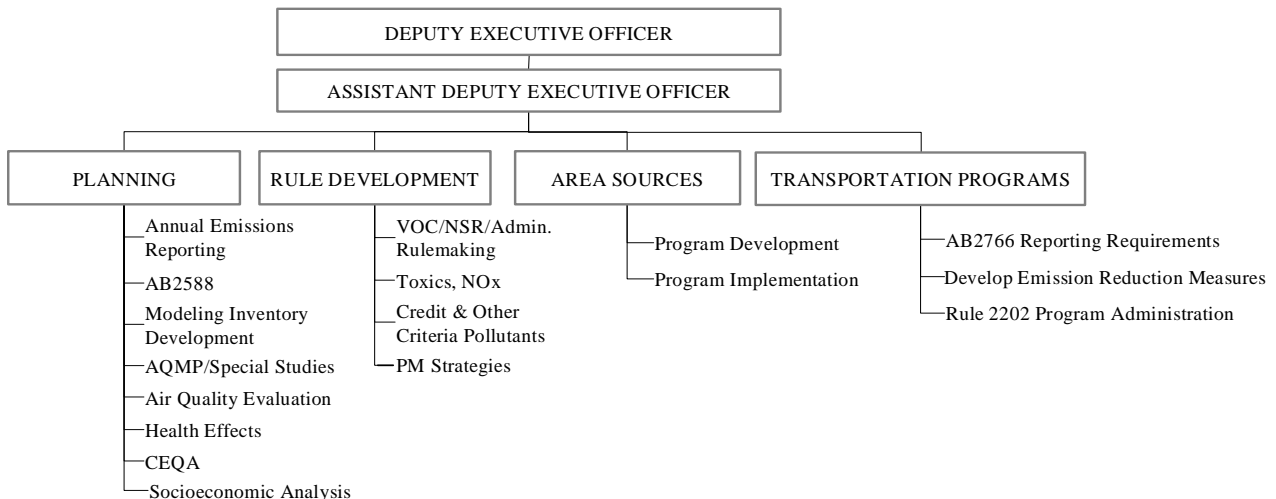 DEPUTY EXECUTIVE OFFICER
ASSISTANT DEPUTY EXECUTIVE OFFICER
PLANNING
Annual Emissions
Reporting
AB2588
Modeling Inventory
Development
AQMP/Special Studies
Air Quality Evaluation
Health Effects
CEQA
Socioeconomic Analysis
RULE DEVELOPMENT
VOC/NSR/Admin.
Rulemaking
Toxics, NOx
Credit & Other
Criteria Pollutants
PM Strategies
AREA SOURCES
Program Development
Program Implementation
TRANSPORTATION PROGRAMS
AB2766 Reporting Requirements
Develop Emission Reduction Measures
Rule 2202 Program Administration